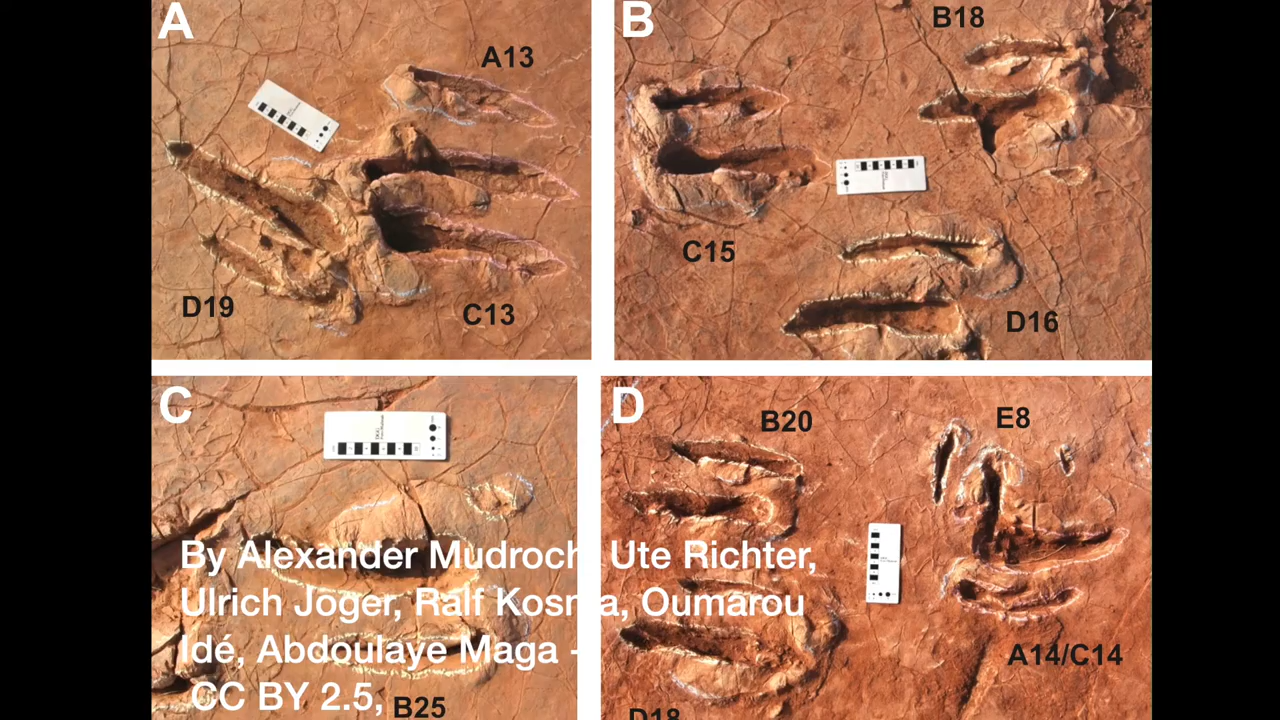 A
A13
D19
C13
B
B18
C15
D16
C
B25
D
B20
E8
A14/C14
D18
By Alexander Mudroch, Ute Richter,
Ulrich Joger, Ralf Kosma, Oumarou
Idé, Abdoulaye Maga -
CC BY 2.5,